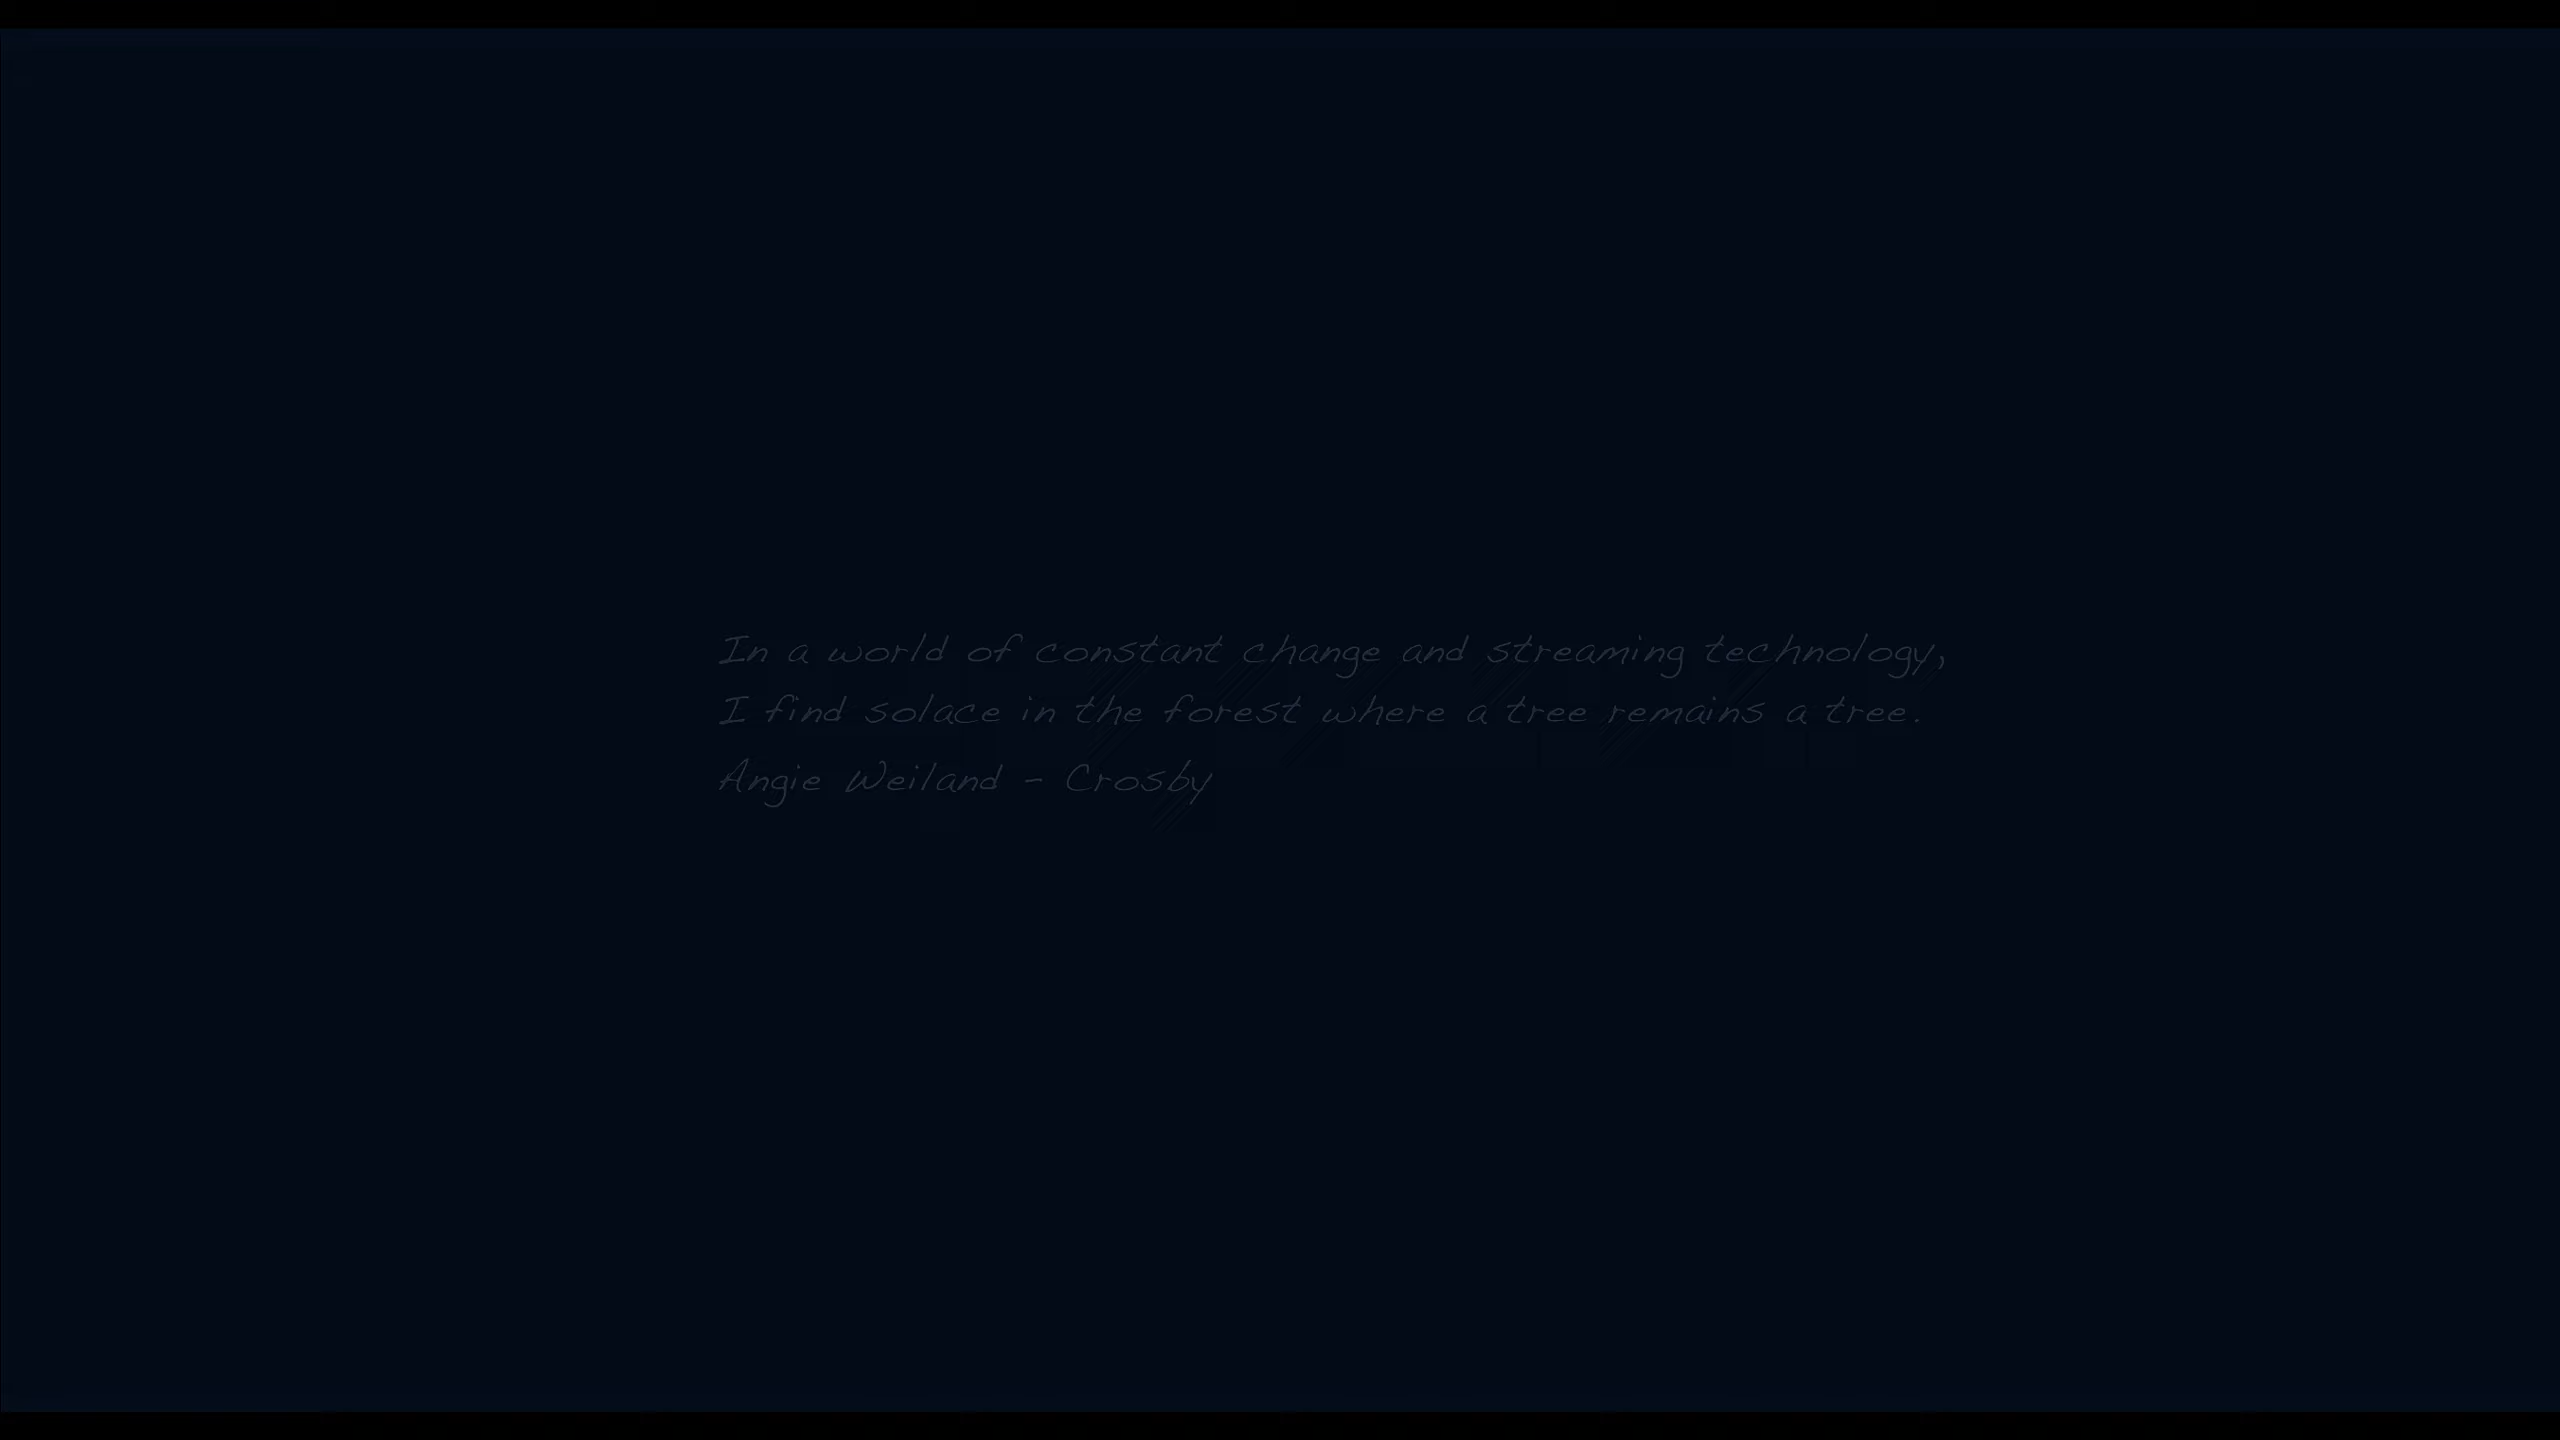 In a world of constant change and streaming technology,
I find solace in the forest where a tree remains a tree.
Angie Weiland - Crosby